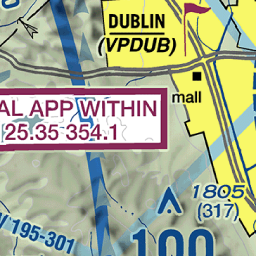 DUBLIN
(VPDUB)
AL APP WITHIN
25.35 354.1
mall
1805
(317)
195-301
100